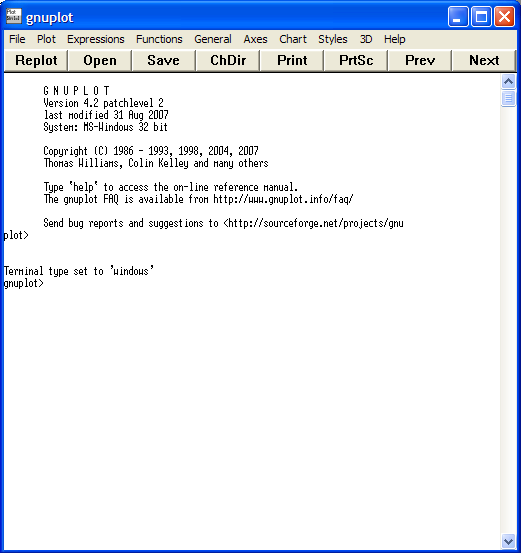 gnuplot
File Plot Expressions Functions General Axes Chart Styles 3D Help
Replot Open Save ChDir Print PrtSc Prev Next
G N U P L O T
Version 4.2 patchlevel 2
last modified 31 Aug 2007
System: MS-Windows 32 bit
Copyright (C) 1986 - 1993, 1998, 2004, 2007
Thomas Williams, Colin Kelley and many others
Type `help` to access the on-line reference manual.
The gnuplot FAQ is available from http://www.gnuplot.info/faq/
Send bug reports and suggestions to <http://sourceforge.net/projects/gnu
plot>
Terminal type set to 'windows'
gnuplot>